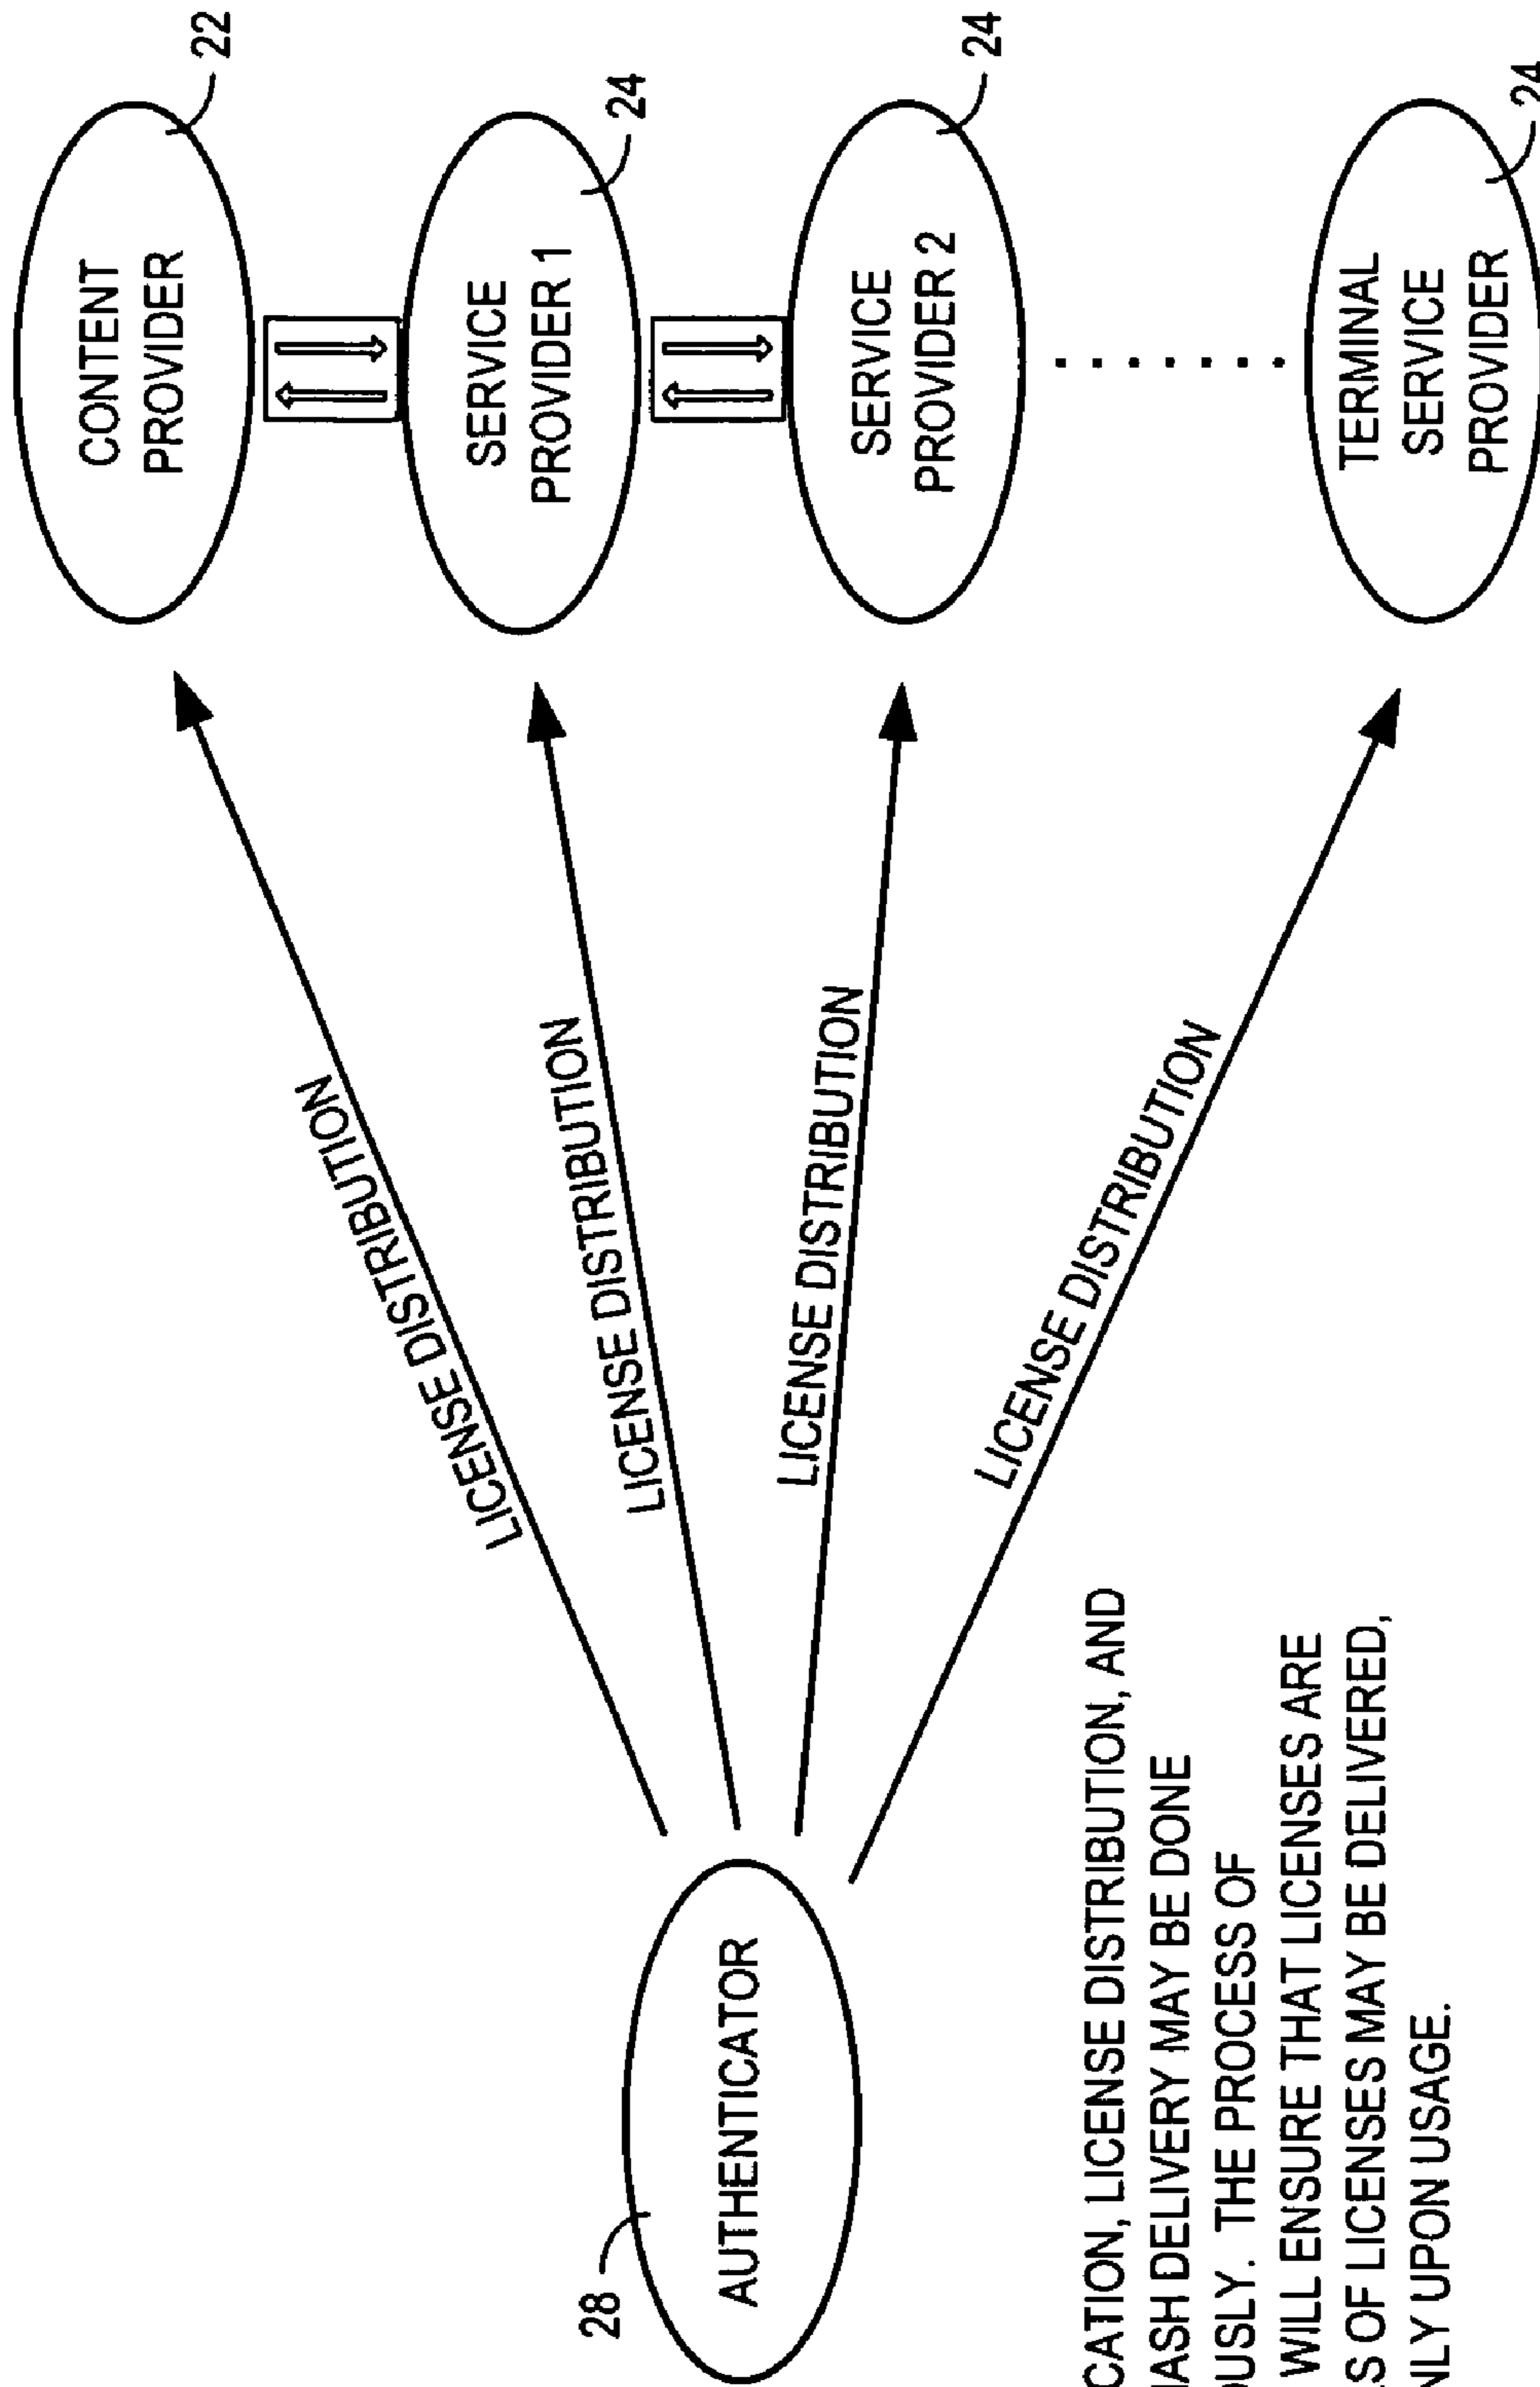 CONTENT
PROVIDER
22
LICENSE DISTRIBUTION
SERVICE
PROVIDER 1
24
LICENSE DISTRIBUTION
28
AUTHENTICATOR
SERVICE
PROVIDER 2
24
LICENSE DISTRIBUTION
LICENSE DISTRIBUTION
TERMINAL
SERVICE
PROVIDER
24
CATION, LICENSE DISTRIBUTION, AND
ASH DELIVERY MAY BE DONE
OUSLY. THE PROCESS OF
WILL ENSURE THAT LICENSES ARE
S OF LICENSES MAY BE DELIVERED,
NLY UPON USAGE.